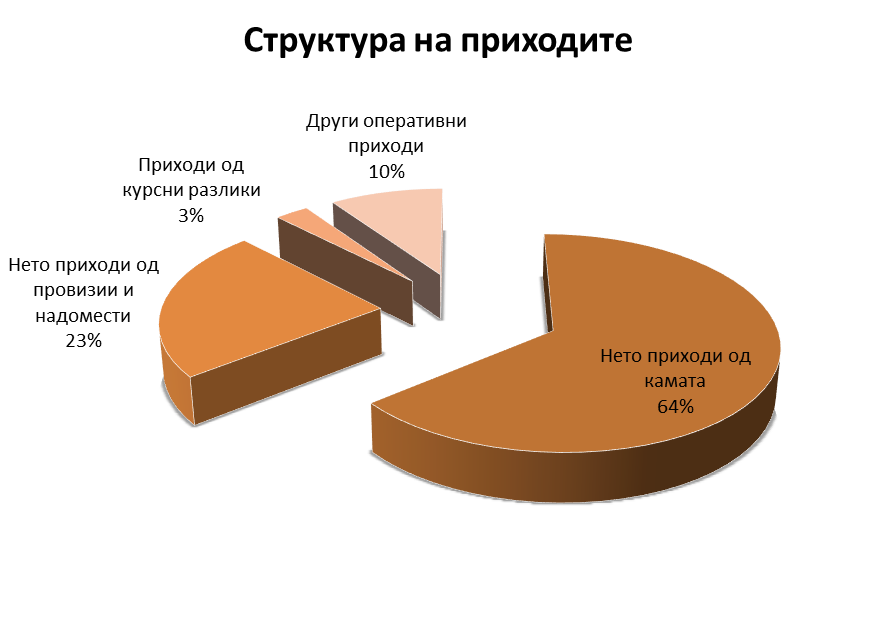 Структура на приходите
Други оперативни
приходи
10%
Приходи од
курсни разлики
3%
Нето приходи од
провизии и
надомести
23%
Нето приходи од
камата
64%